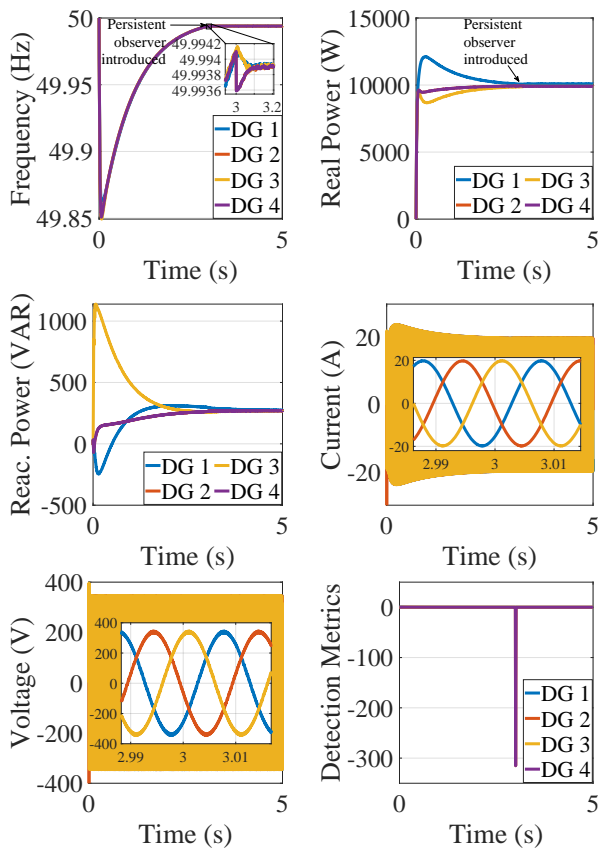 50
49.95
49.9
49.85
Frequency (Hz)
Persistent
observer
introduced
49.9942
49.994
49.9938
49.9936
3
3.2
DG 1
DG 2
DG 3
DG 4
0
5
Time (s)
15000
10000
5000
0
Real Power (W)
Persistent
observer
introduced
DG 1
DG 3
DG 2
DG 4
0
5
Time (s)
1000
500
0
-500
Reac. Power (VAR)
DG 1
DG 3
DG 2
DG 4
0
5
Time (s)
20
0
-20
Current (A)
20
0
-20
2.99
3
3.01
0
5
Time (s)
400
200
0
-200
-400
Voltage (V)
400
200
0
-200
-400
2.99
3
3.01
0
5
Time (s)
0
-100
-200
-300
Detection Metrics
DG 1
DG 2
DG 3
DG 4
0
5
Time (s)